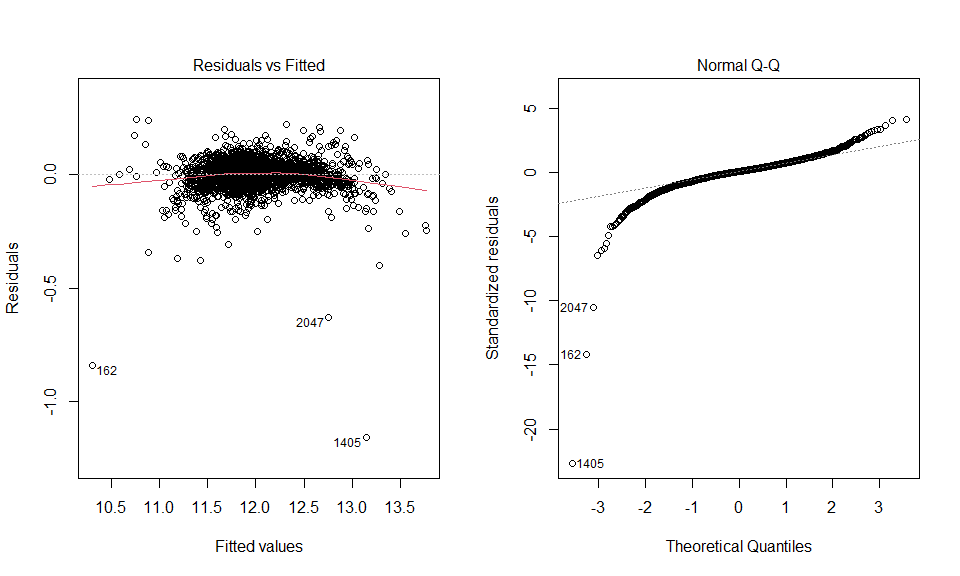 Residuals vs Fitted
Residuals
0.0
-0.5
-1.0
2047
162
1405
10.5 11.0 11.5 12.0 12.5 13.0 13.5
Fitted values
Normal Q-Q
Standardized residuals
5
0
-5
-10
-15
-20
2047
162
1405
-3 -2 -1 0 1 2 3
Theoretical Quantiles